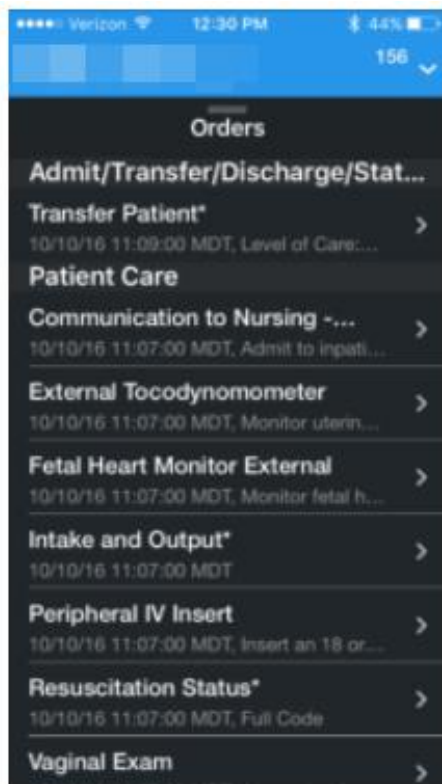 Verizon 12:30 PM 44%
156
Orders
Admit/Transfer/Discharge/Stat...
Transfer Patient*
10/10/16 11:09:00 MDT, Level of Care:...
Patient Care
Communication to Nursing -...
10/10/16 11:07:00 MDT, Admit to inpati...
External Tocodynomometer
10/10/16 11:07:00 MDT, Monitor uterin...
Fetal Heart Monitor External
10/10/16 11:07:00 MDT, Monitor fetal h...
Intake and Output*
10/10/16 11:07:00 MDT
Peripheral IV Insert
10/10/16 11:07:00 MDT, Insert an 18 or...
Resuscitation Status*
10/10/16 11:07:00 MDT, Full Code
Vaginal Exam